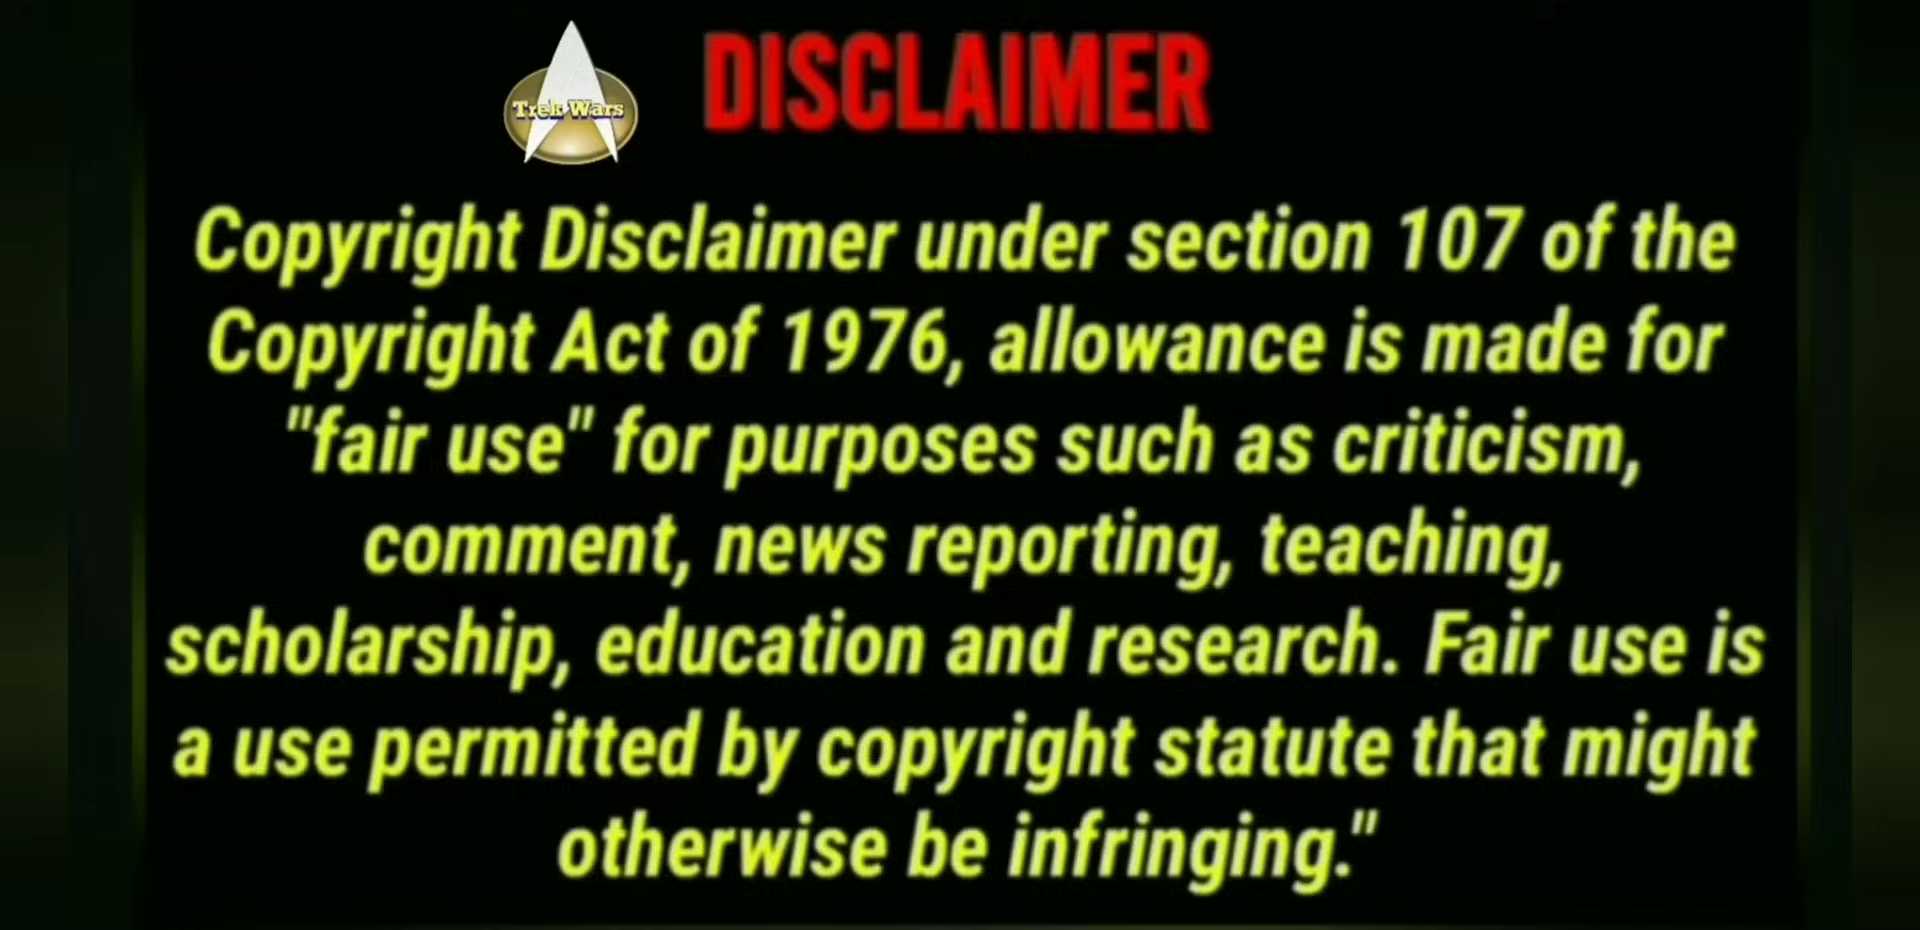 Trek Wars
DISCLAIMER
Copyright Disclaimer under section 107 of the
Copyright Act of 1976, allowance is made for
"fair use" for purposes such as criticism,
comment, news reporting, teaching,
scholarship, education and research. Fair use is
a use permitted by copyright statute that might
otherwise be infringing."